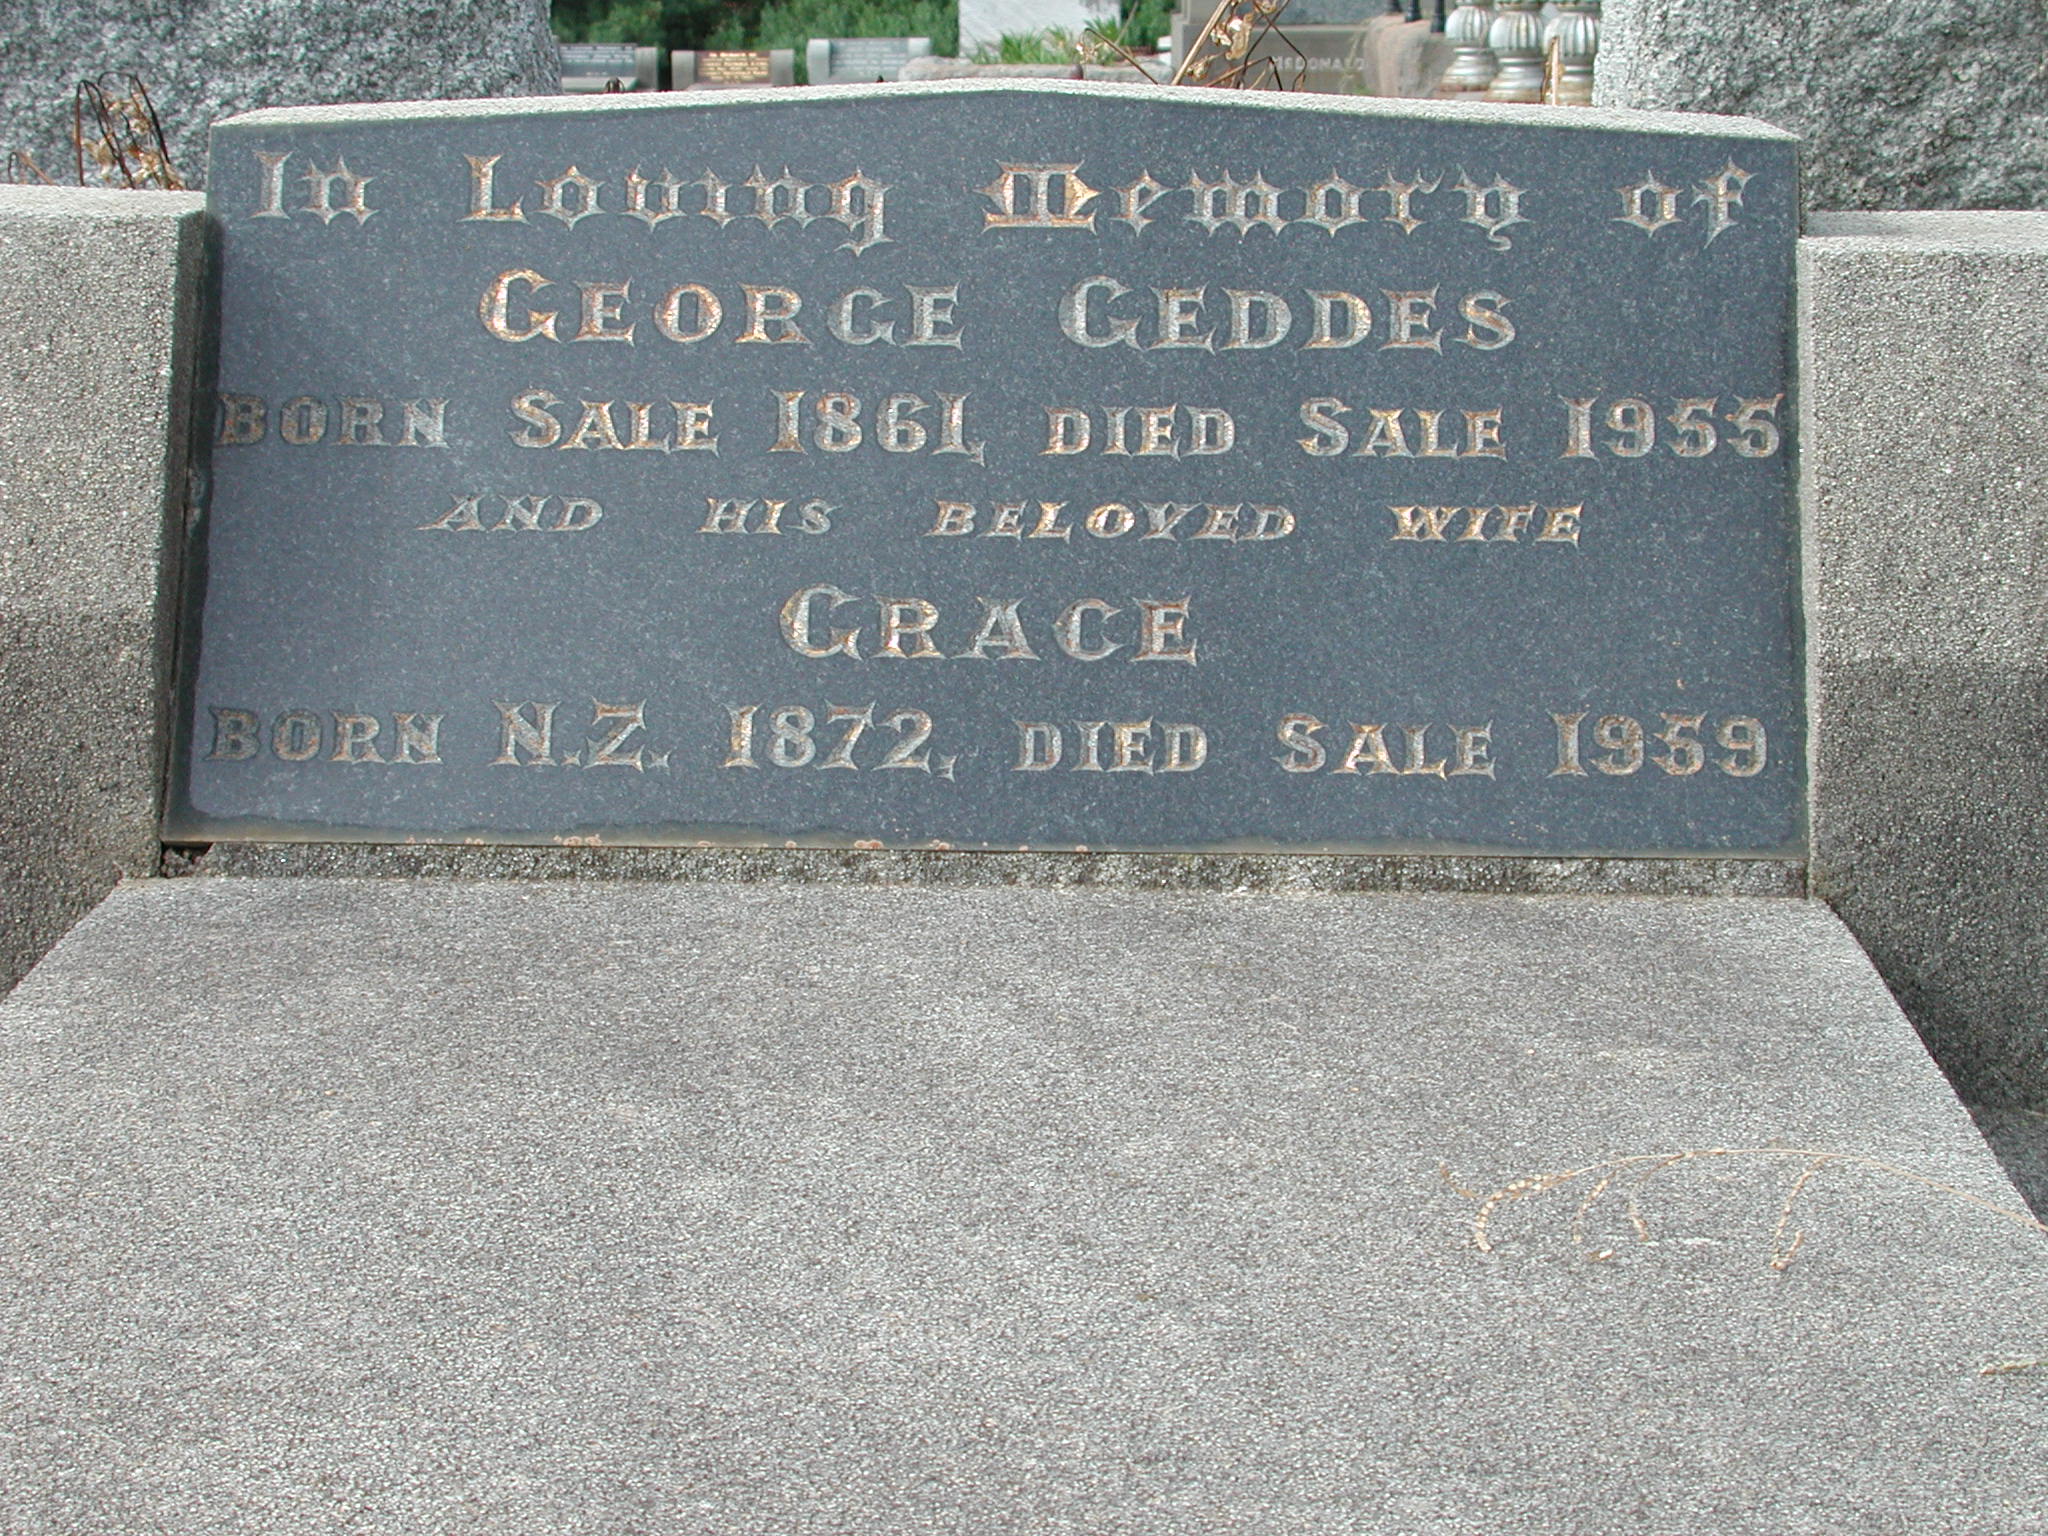 McDONALD
In Loving Memory of
GEORGE GEDDES
BORN SALE 1861, DIED SALE 1955
AND HIS BELOVED WIFE
GRACE
BORN N.Z. 1872, DIED SALE 1959